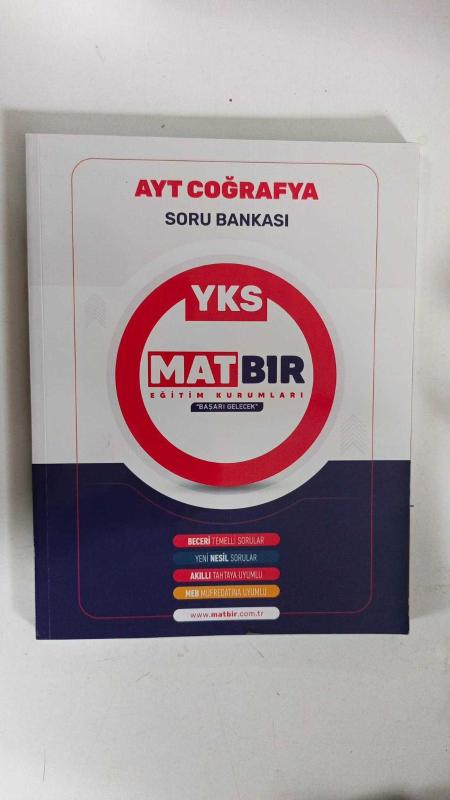 AYT COĞRAFYA
SORU BANKASI
YKS
MATBIR
EĞİTİM KURUMLARI
"BAŞARI GELECEK"
BECERİ TEMELLİ SORULAR
YENİ NESİL SORULAR
AKILLI TAHTAYA UYUMLU
MEB MÜFREDATINA UYUMLU
www.matbir.com.tr